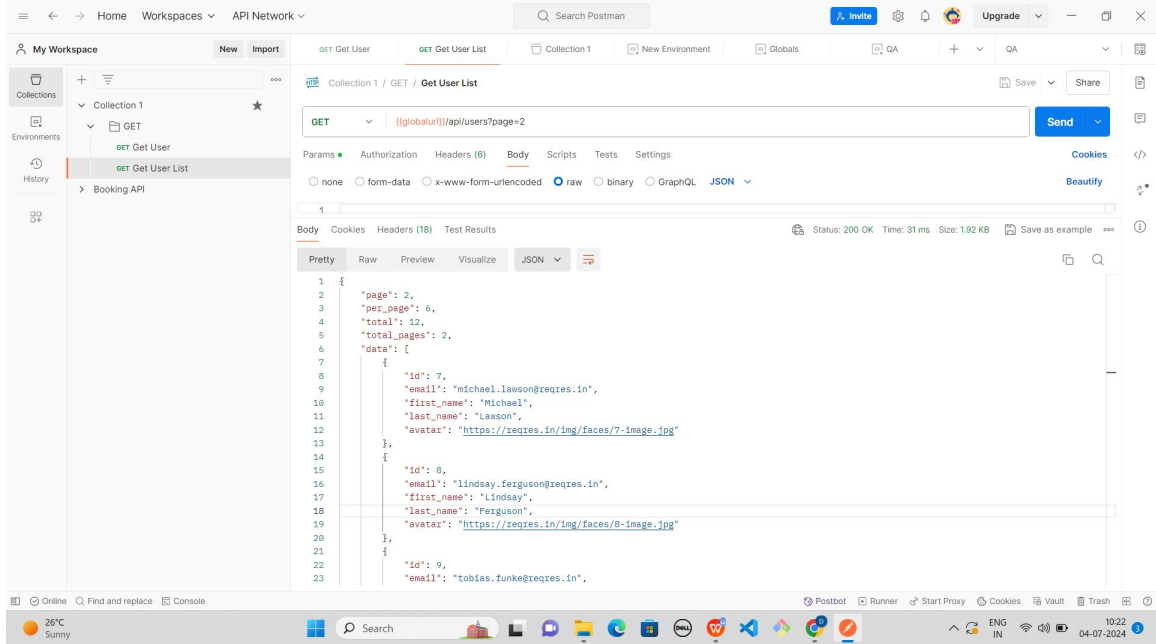 Home Workspaces API Network Search Postman Invite Upgrade
My Workspace New Import GET Get User GET Get User List Collection 1 New Environment Globals QA QA
Collections
Environments
History
Collection 1
GET
GET Get User
GET Get User List
Booking API
HTTP Collection 1 / GET / Get User List Save Share
GET {{globalurl}}/api/users?page=2 Send
Params Authorization Headers (6) Body Scripts Tests Settings Cookies
none form-data x-www-form-urlencoded raw binary GraphQL JSON Beautify
1
Body Cookies Headers (18) Test Results Status: 200 OK Time: 31 ms Size: 1.92 KB Save as example
Pretty Raw Preview Visualize JSON
1 {
2 "page": 2,
3 "per_page": 6,
4 "total": 12,
5 "total_pages": 2,
6 "data": [
7 {
8 "id": 7,
9 "email": "michael.lawson@reqres.in",
10 "first_name": "Michael",
11 "last_name": "Lawson",
12 "avatar": "https://reqres.in/img/faces/7-image.jpg"
13 },
14 {
15 "id": 8,
16 "email": "lindsay.ferguson@reqres.in",
17 "first_name": "Lindsay",
18 "last_name": "Ferguson",
19 "avatar": "https://reqres.in/img/faces/8-image.jpg"
20 },
21 {
22 "id": 9,
23 "email": "tobias.funke@reqres.in",
Online Find and replace Console Postbot Runner Start Proxy Cookies Vault Trash
26°C
Sunny
Search
DELL
ENG
IN
10:22
04-07-2024
3